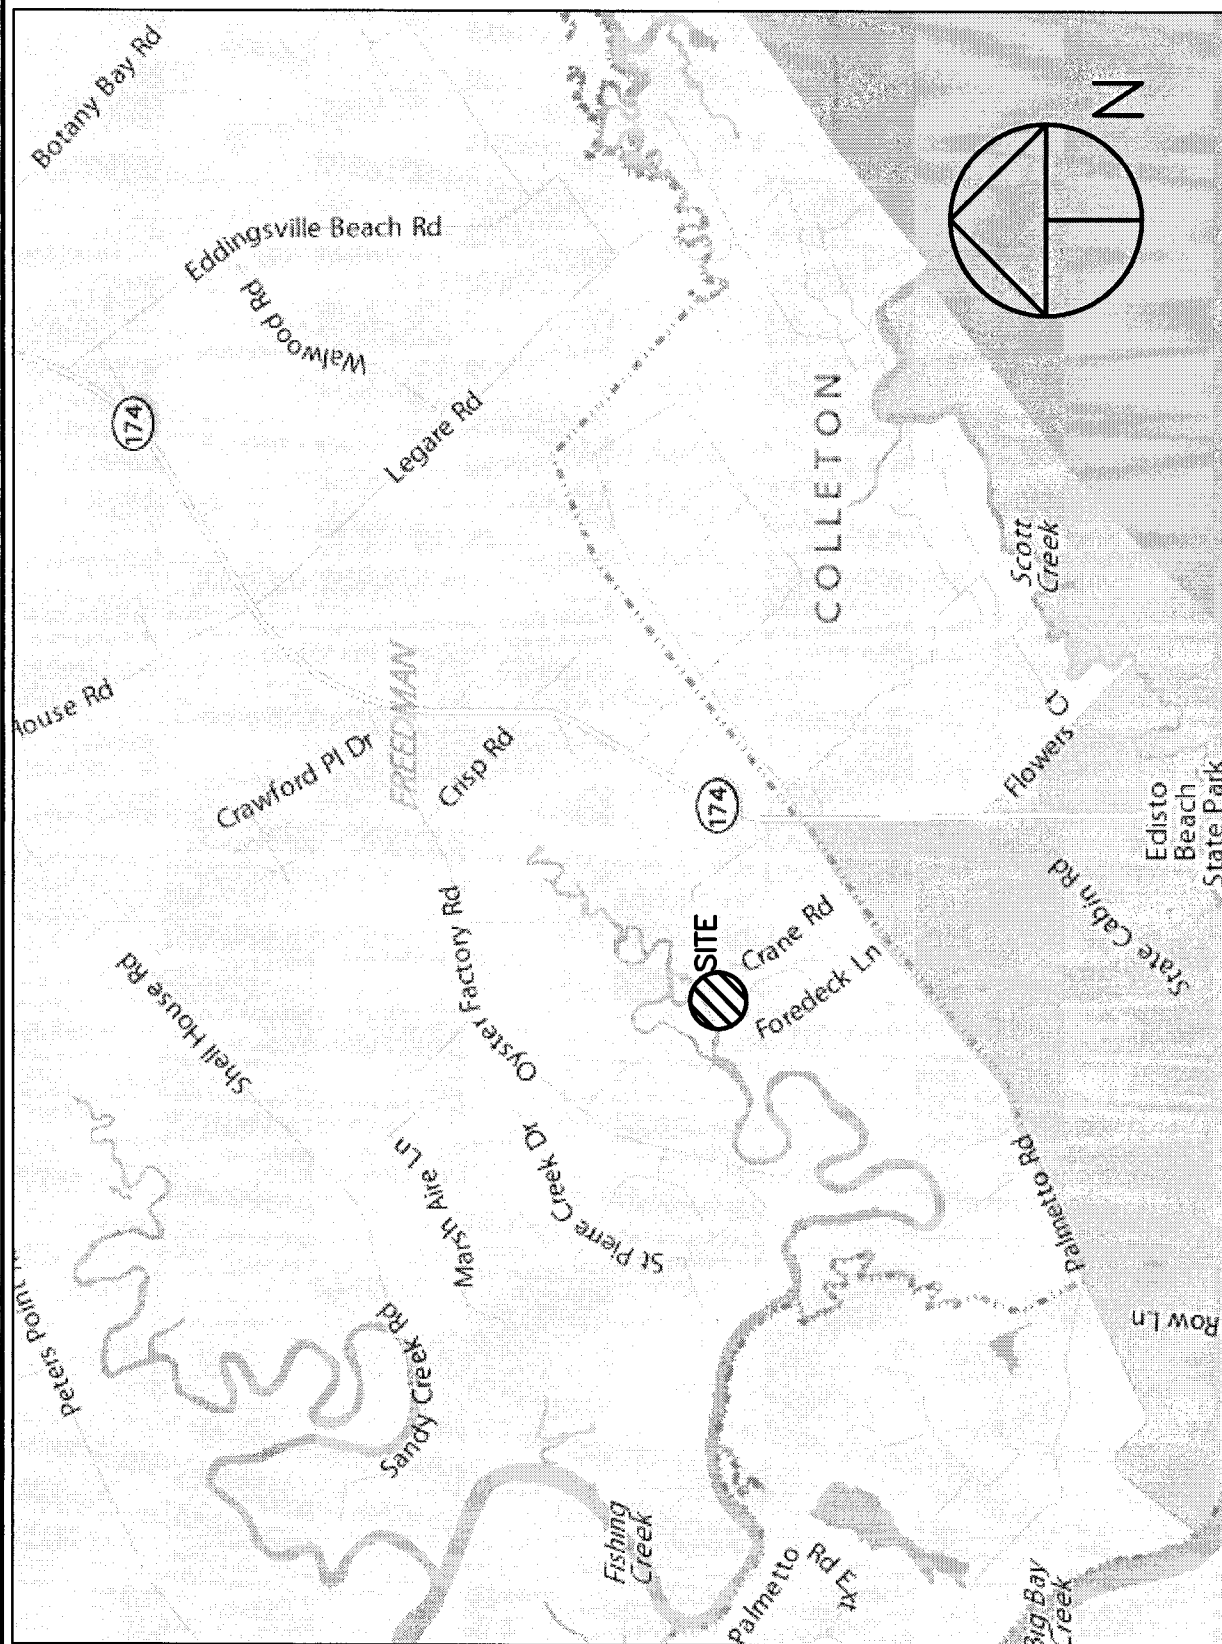 Botany Bay Rd
Eddingsville Beach Rd
Walwood Rd
174
Legare Rd
N
COLLETON
Scott
Creek
House Rd
Crawford Pl Dr
FREEDMAN
Crisp Rd
174
Flowers Ct
Edisto
Beach
State Park
State Cabin Rd
SITE
Crane Rd
Foredeck Ln
Oyster Factory Rd
Shell House Rd
Marsh Aire Ln
St Pierre Creek Dr
Palmetto Rd
Row Ln
Peters Point
Sandy Creek Rd
Fishing
Creek
Palmetto
Rd Ext
Big Bay
Creek